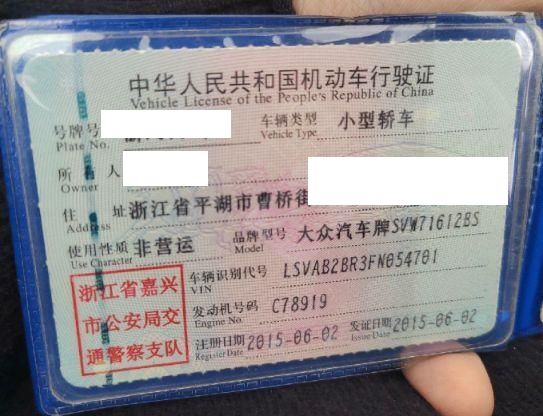 中华人民共和国机动车行驶证
Vehicle License of the People's Republic of China
号牌号 车辆类型 小型轿车
Plate No. Vehicle Type
所有人
Owner
住址 浙江省平湖市曹桥街
Address
使用性质 非营运 品牌型号 大众汽车牌SVW71612BS
Use Character Model
车辆识别代号 LSVAB2BR3FN054701
VIN
发动机号码 C78919
Engine No.
注册日期 2015-06-02 发证日期 2015-06-02
Register Date Issue Date
浙江省嘉兴
市公安局交
通警察支队